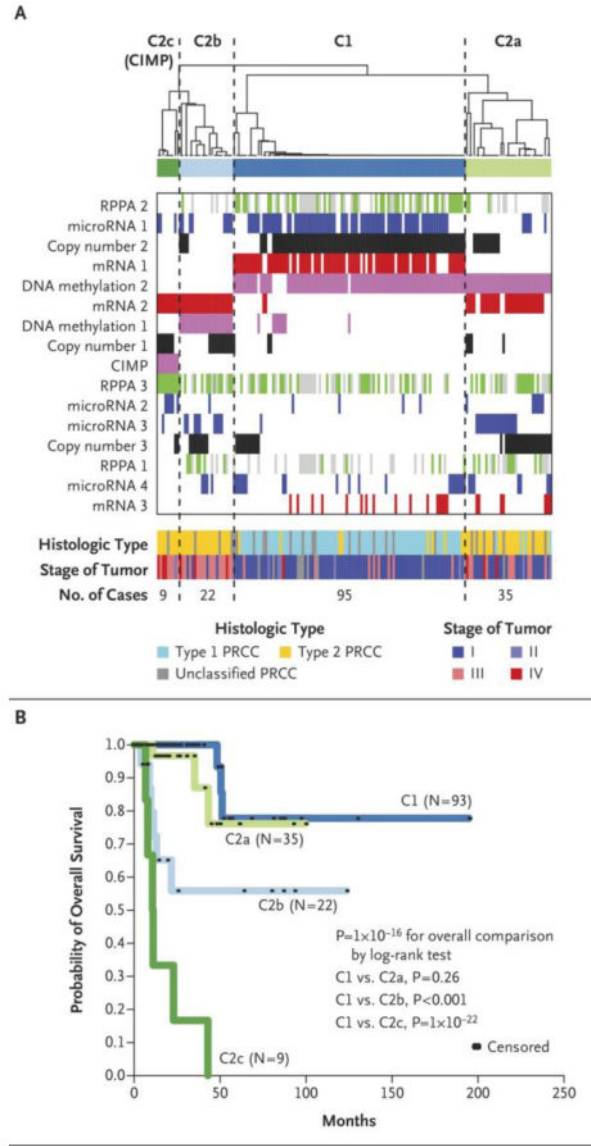 A
C2c
(CIMP)
C2b
C1
C2a
RPPA 2
microRNA 1
Copy number 2
mRNA 1
DNA methylation 2
mRNA 2
DNA methylation 1
Copy number 1
CIMP
RPPA 3
microRNA 2
microRNA 3
Copy number 3
RPPA 1
microRNA 4
mRNA 3
Histologic Type
Stage of Tumor
No. of Cases 9 22 95 35
Histologic Type
Type 1 PRCC Type 2 PRCC
Unclassified PRCC
Stage of Tumor
I II
III IV
B
Probability of Overall Survival
1.0
0.9
0.8
0.7
0.6
0.5
0.4
0.3
0.2
0.1
0.0
C1 (N=93)
C2a (N=35)
C2b (N=22)
P=1×10⁻¹⁶ for overall comparison
by log-rank test
C1 vs. C2a, P=0.26
C1 vs. C2b, P<0.001
C1 vs. C2c, P=1×10⁻²²
Censored
C2c (N=9)
0 50 100 150 200 250
Months